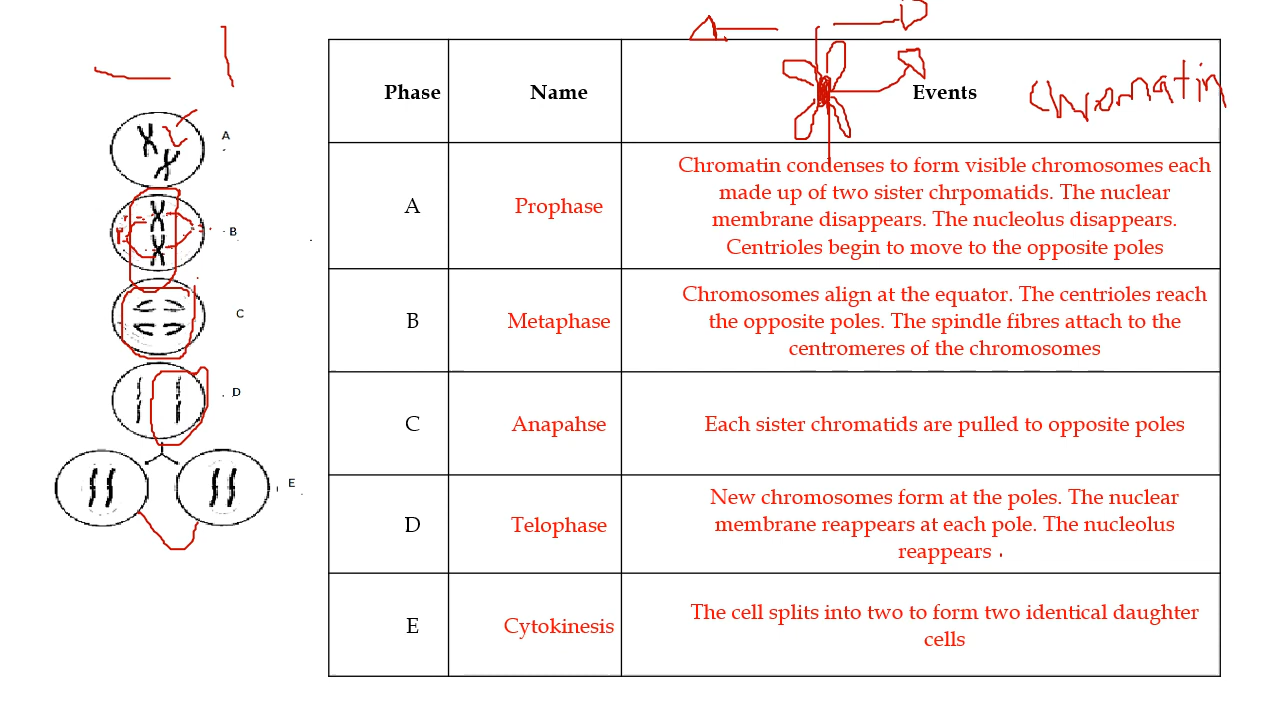 chromatin
Phase Name Events
A Prophase Chromatin condenses to form visible chromosomes each
made up of two sister chrpomatids. The nuclear
membrane disappears. The nucleolus disappears.
Centrioles begin to move to the opposite poles
B Metaphase Chromosomes align at the equator. The centrioles reach
the opposite poles. The spindle fibres attach to the
centromeres of the chromosomes
C Anapahse Each sister chromatids are pulled to opposite poles
D Telophase New chromosomes form at the poles. The nuclear
membrane reappears at each pole. The nucleolus
reappears .
E Cytokinesis The cell splits into two to form two identical daughter
cells
A
B
C
D
E